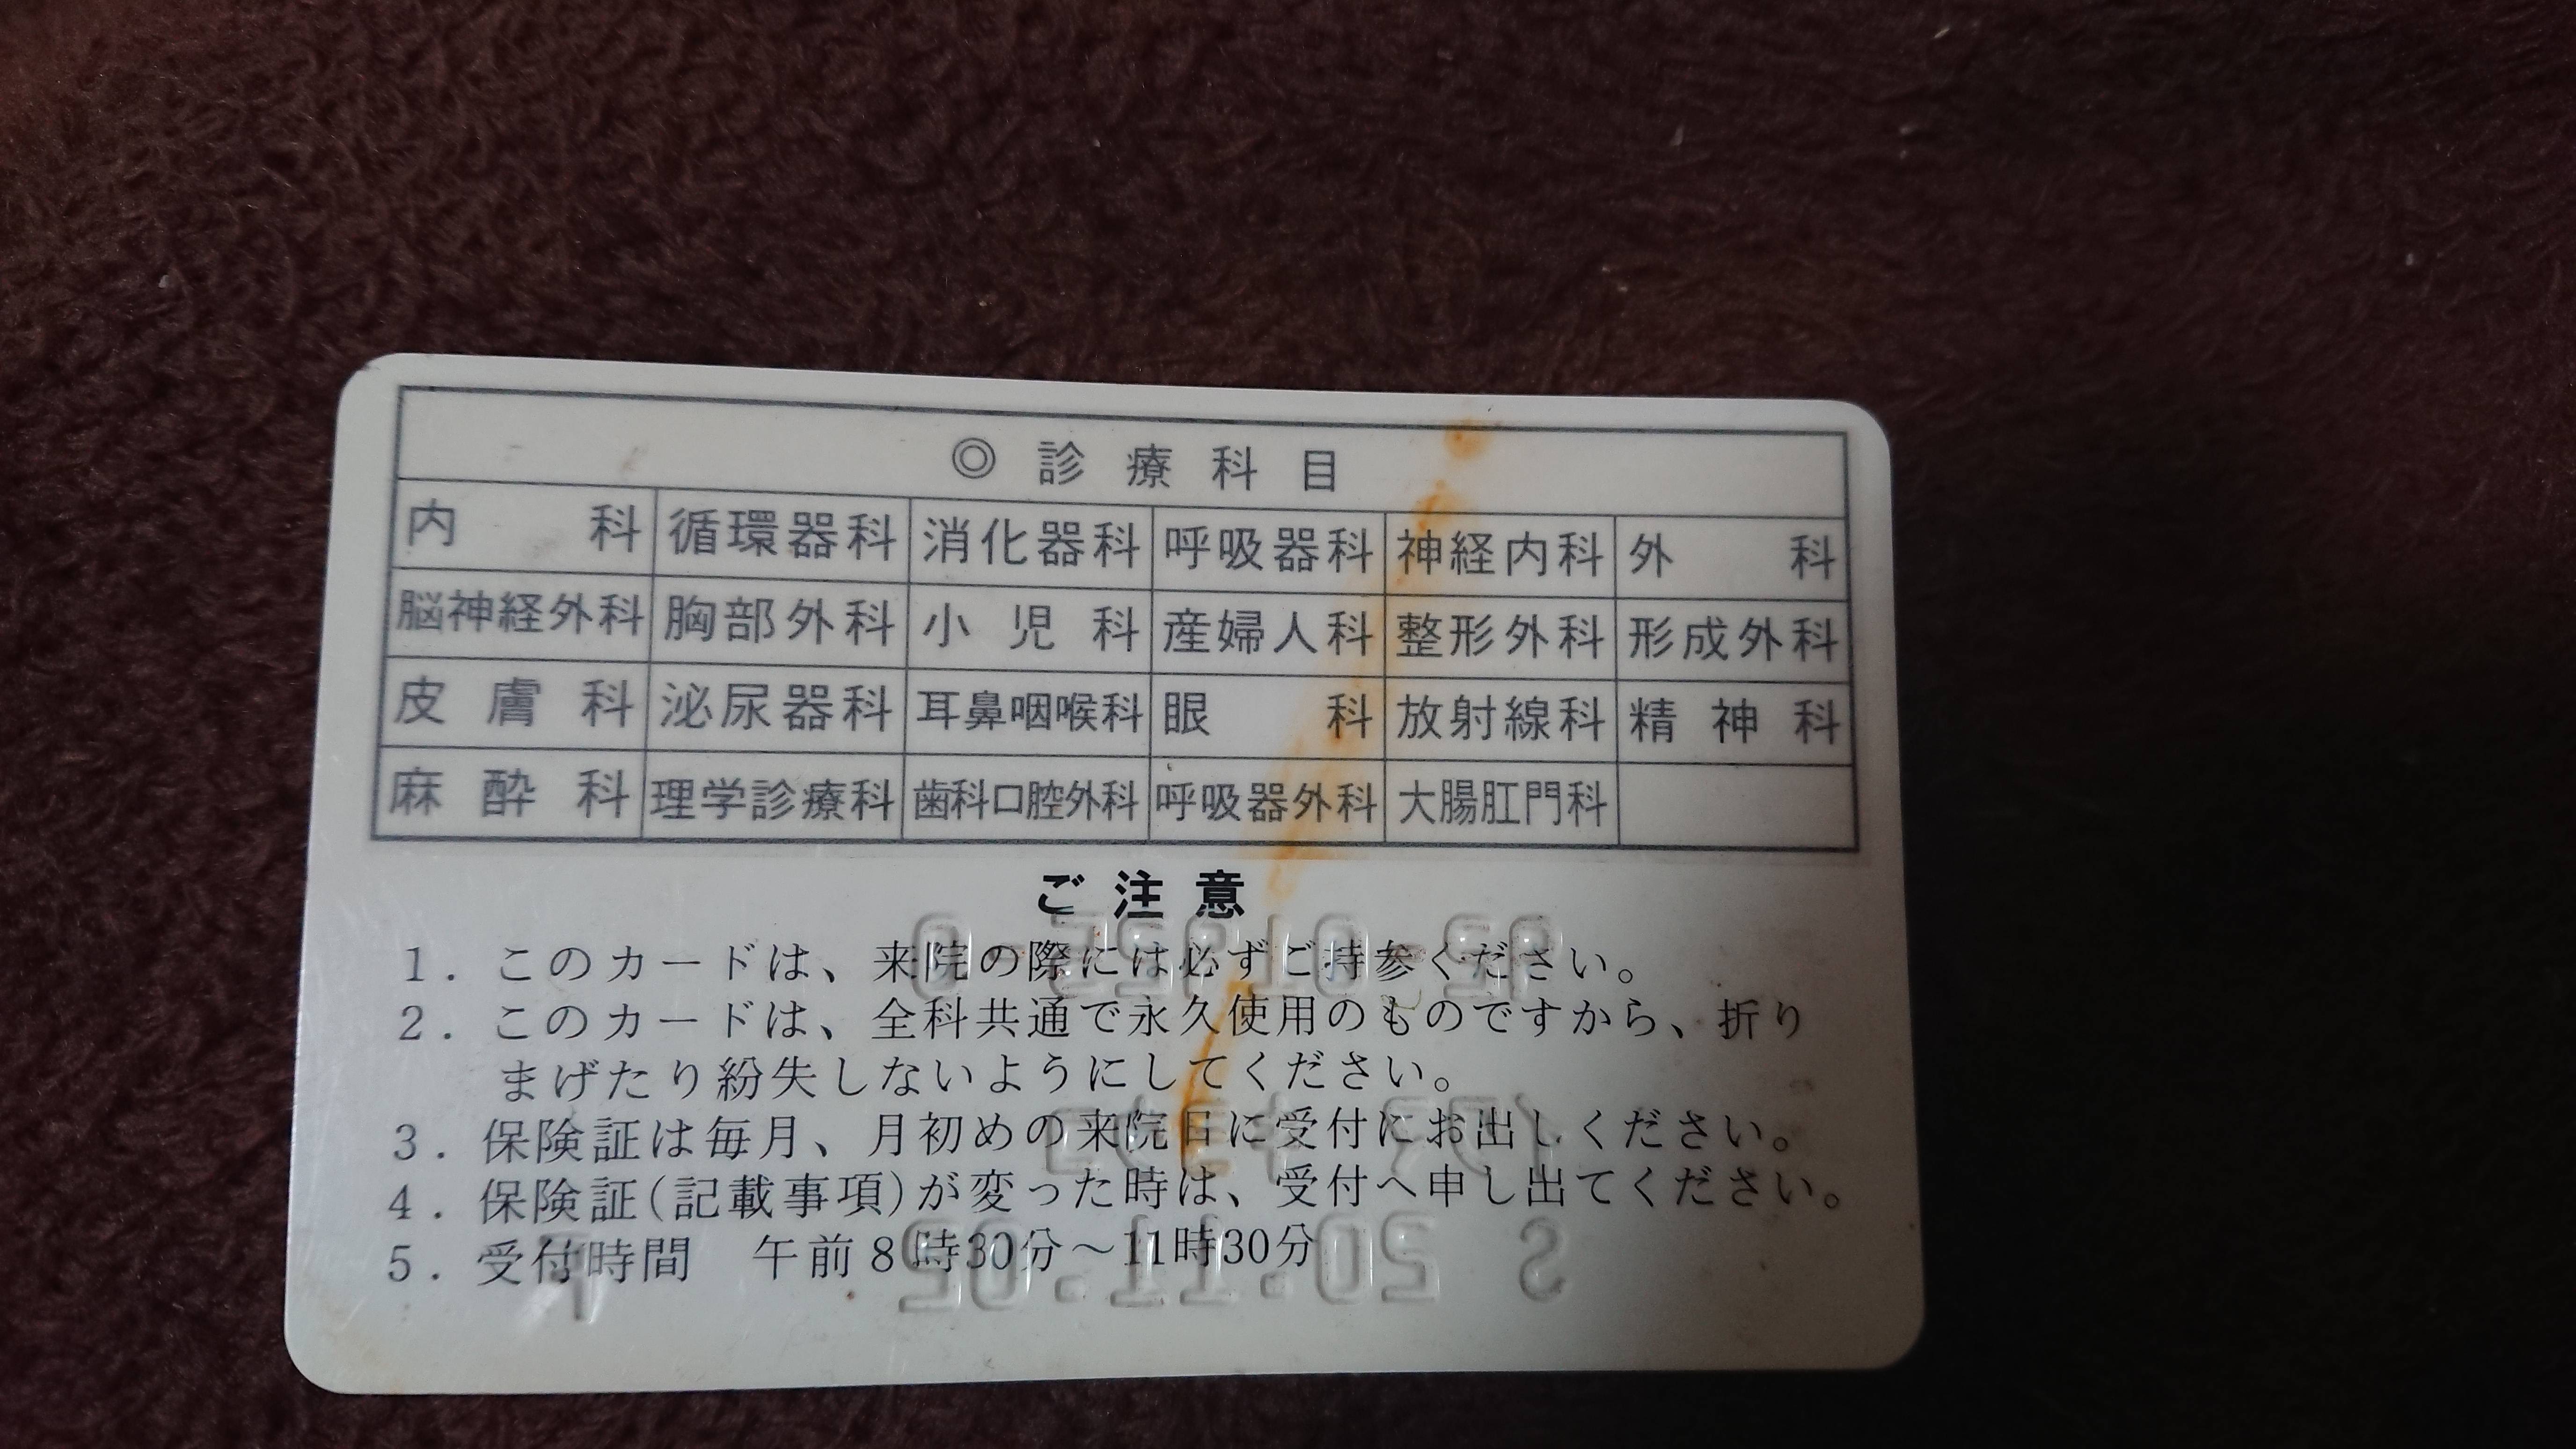 ◎ 診 療 科 目
内 科 循環器科 消化器科 呼吸器科 神経内科 外 科
脳神経外科 胸部外科 小 児 科 産婦人科 整形外科 形成外科
皮 膚 科 泌尿器科 耳鼻咽喉科 眼 科 放射線科 精 神 科
麻 酔 科 理学診療科 歯科口腔外科 呼吸器外科 大腸肛門科
ご 注 意
1. このカードは、来院の際には必ずご持参ください。
2. このカードは、全科共通で永久使用のものですから、折り
まげたり紛失しないようにしてください。
3. 保険証は毎月、月初めの来院日に受付にお出しください。
4. 保険証(記載事項)が変った時は、受付へ申し出てください。
5. 受付時間 午前8時30分～11時30分